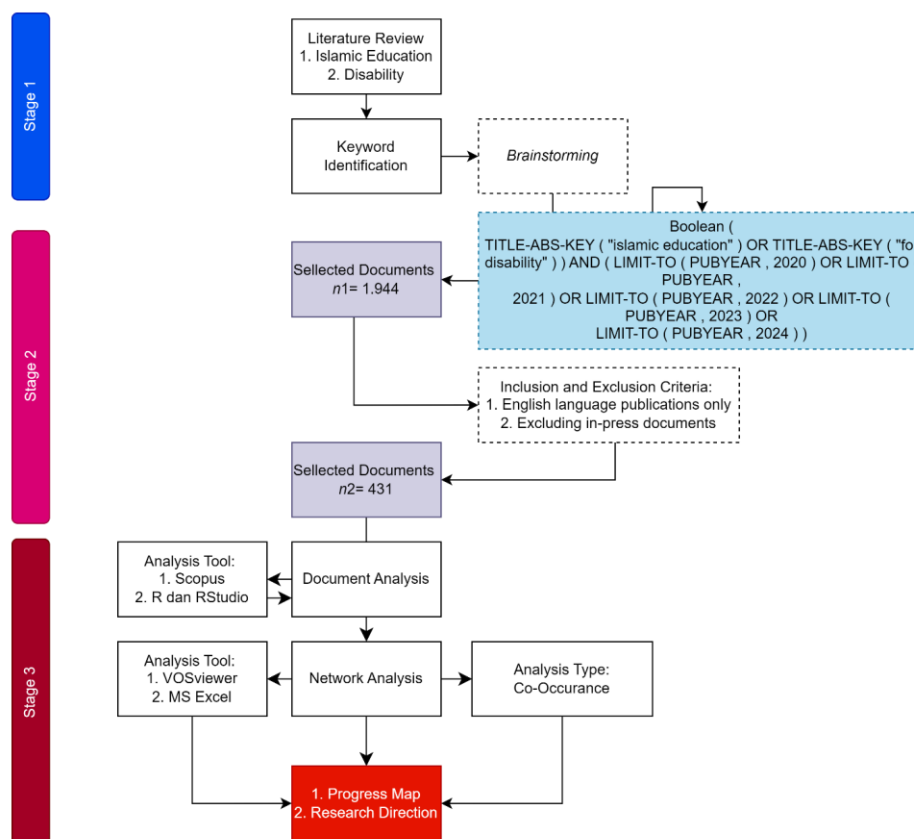 Stage 1
Literature Review
1. Islamic Education
2. Disability
Keyword
Identification
Brainstorming
Stage 2
Boolean (
TITLE-ABS-KEY ( "islamic education" ) OR TITLE-ABS-KEY ( "fo
disability" ) ) AND ( LIMIT-TO ( PUBYEAR , 2020 ) OR LIMIT-TO
PUBYEAR ,
2021 ) OR LIMIT-TO ( PUBYEAR , 2022 ) OR LIMIT-TO (
PUBYEAR , 2023 ) OR
LIMIT-TO ( PUBYEAR , 2024 ) )
Sellected Documents
n1= 1.944
Inclusion and Exclusion Criteria:
1. English language publications only
2. Excluding in-press documents
Sellected Documents
n2= 431
Stage 3
Analysis Tool:
1. Scopus
2. R dan RStudio
Document Analysis
Analysis Tool:
1. VOSviewer
2. MS Excel
Network Analysis
Analysis Type:
Co-Occurance
1. Progress Map
2. Research Direction